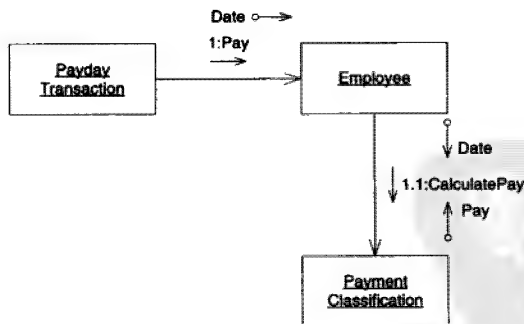 Date
1:Pay
Payday
Transaction
Employee
Date
1.1:CalculatePay
Pay
Payment
Classification